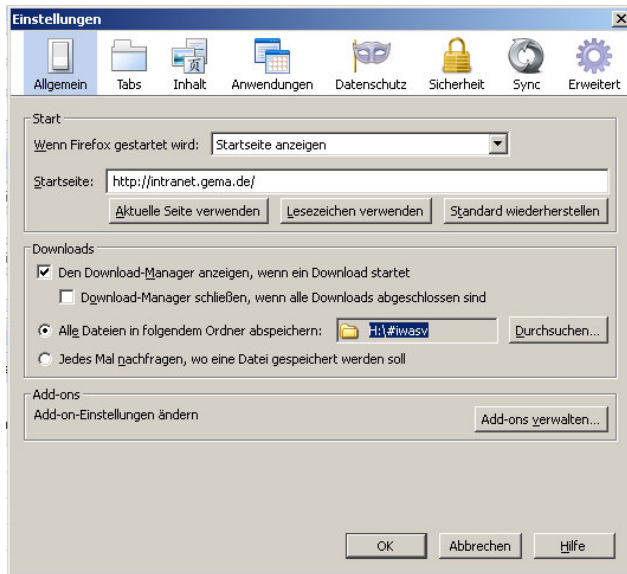 Einstellungen
Allgemein Tabs Inhalt Anwendungen Datenschutz Sicherheit Sync Erweitert
Start
Wenn Firefox gestartet wird: Startseite anzeigen
Startseite: http://intranet.gema.de/
Aktuelle Seite verwenden Lesezeichen verwenden Standard wiederherstellen
Downloads
Den Download-Manager anzeigen, wenn ein Download startet
Download-Manager schließen, wenn alle Downloads abgeschlossen sind
Alle Dateien in folgendem Ordner abspeichern: H:\#iwasv Durchsuchen...
Jedes Mal nachfragen, wo eine Datei gespeichert werden soll
Add-ons
Add-on-Einstellungen ändern Add-ons verwalten...
OK Abbrechen Hilfe